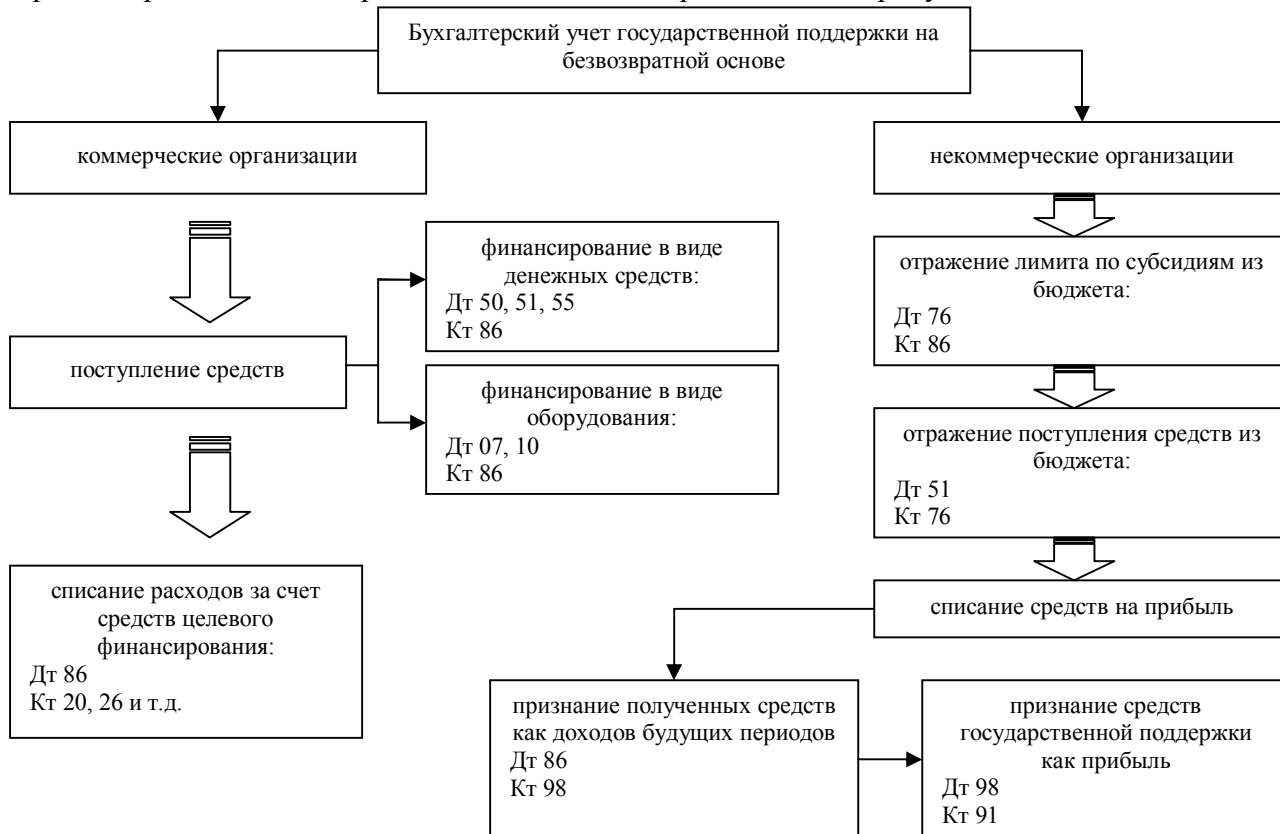 Бухгалтерский учет государственной поддержки на
безвозвратной основе
коммерческие организации
некоммерческие организации
финансирование в виде
денежных средств:
Дт 50, 51, 55
Кт 86
отражение лимита по субсидиям из
бюджета:
Дт 76
Кт 86
поступление средств
финансирование в виде
оборудования:
Дт 07, 10
Кт 86
отражение поступления средств из
бюджета:
Дт 51
Кт 76
списание расходов за счет
средств целевого
финансирования:
Дт 86
Кт 20, 26 и т.д.
списание средств на прибыль
признание полученных средств
как доходов будущих периодов
Дт 86
Кт 98
признание средств
государственной поддержки
как прибыль
Дт 98
Кт 91